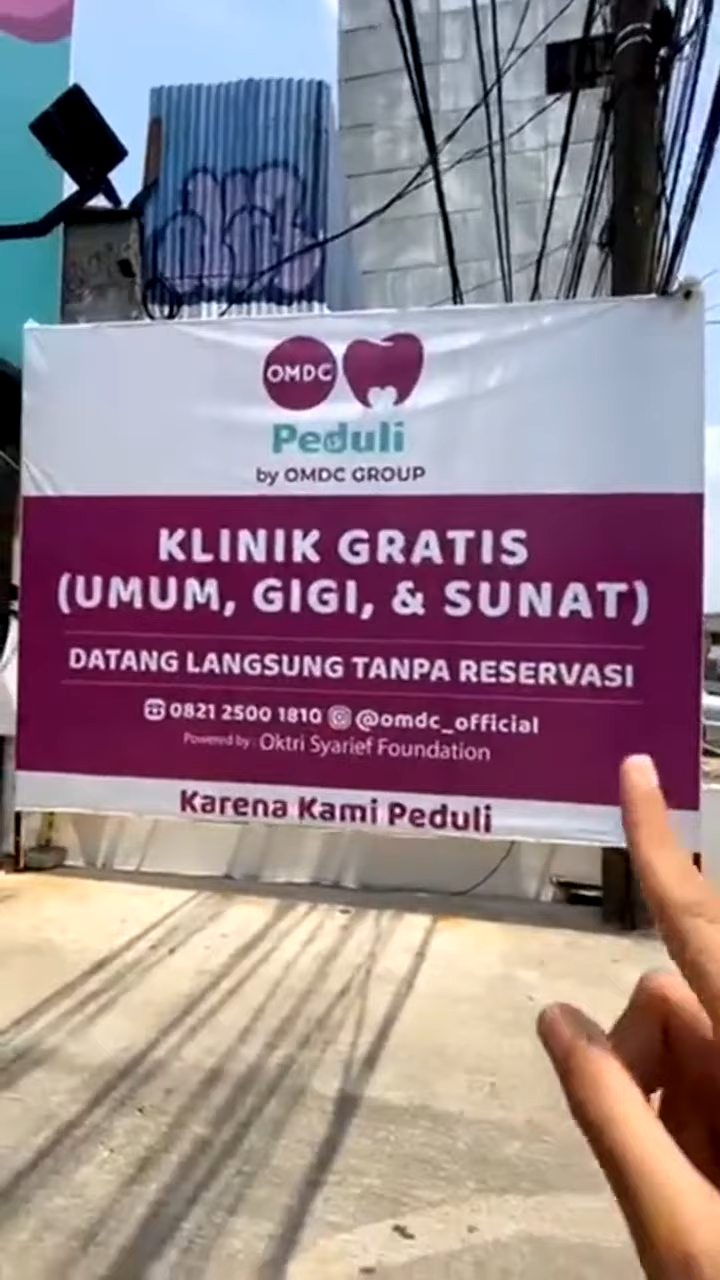 OMDC
Peduli
by OMDC GROUP
KLINIK GRATIS
(UMUM, GIGI, & SUNAT)
DATANG LANGSUNG TANPA RESERVASI
0821 2500 1810 @omdc_official
Powered by : Oktri Syarief Foundation
Karena Kami Peduli